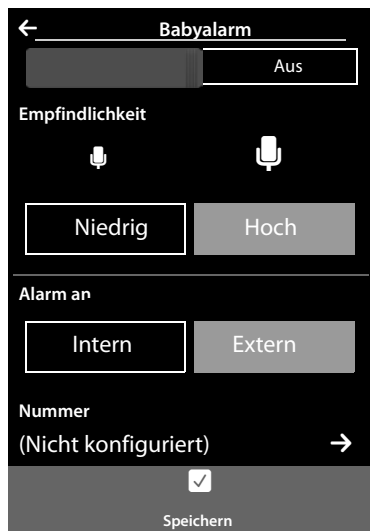 Babyalarm
Aus
Empfindlichkeit
Niedrig Hoch
Alarm an
Intern Extern
Nummer
(Nicht konfiguriert)
Speichern